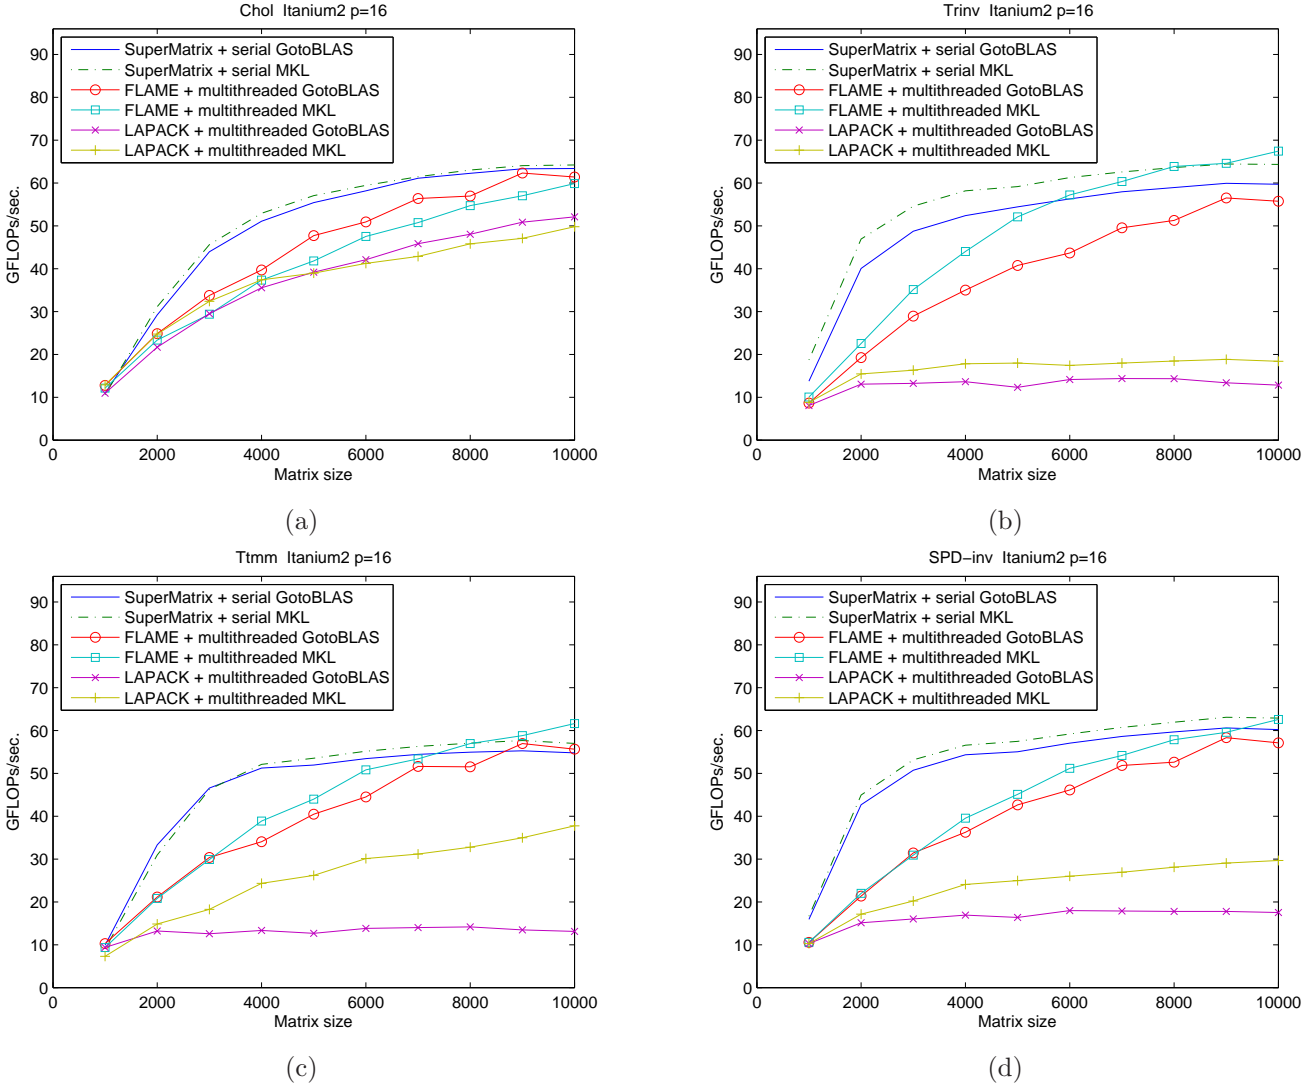 Chol Itanium2 p=16
GFLOPs/sec.
90
80
70
60
50
40
30
20
10
0
SuperMatrix + serial GotoBLAS
SuperMatrix + serial MKL
FLAME + multithreaded GotoBLAS
FLAME + multithreaded MKL
LAPACK + multithreaded GotoBLAS
LAPACK + multithreaded MKL
0 2000 4000 6000 8000 10000
Matrix size
(a)
Trinv Itanium2 p=16
GFLOPs/sec.
90
80
70
60
50
40
30
20
10
0
SuperMatrix + serial GotoBLAS
SuperMatrix + serial MKL
FLAME + multithreaded GotoBLAS
FLAME + multithreaded MKL
LAPACK + multithreaded GotoBLAS
LAPACK + multithreaded MKL
0 2000 4000 6000 8000 10000
Matrix size
(b)
Ttmm Itanium2 p=16
GFLOPs/sec.
90
80
70
60
50
40
30
20
10
0
SuperMatrix + serial GotoBLAS
SuperMatrix + serial MKL
FLAME + multithreaded GotoBLAS
FLAME + multithreaded MKL
LAPACK + multithreaded GotoBLAS
LAPACK + multithreaded MKL
0 2000 4000 6000 8000 10000
Matrix size
(c)
SPD−inv Itanium2 p=16
GFLOPs/sec.
90
80
70
60
50
40
30
20
10
0
SuperMatrix + serial GotoBLAS
SuperMatrix + serial MKL
FLAME + multithreaded GotoBLAS
FLAME + multithreaded MKL
LAPACK + multithreaded GotoBLAS
LAPACK + multithreaded MKL
0 2000 4000 6000 8000 10000
Matrix size
(d)